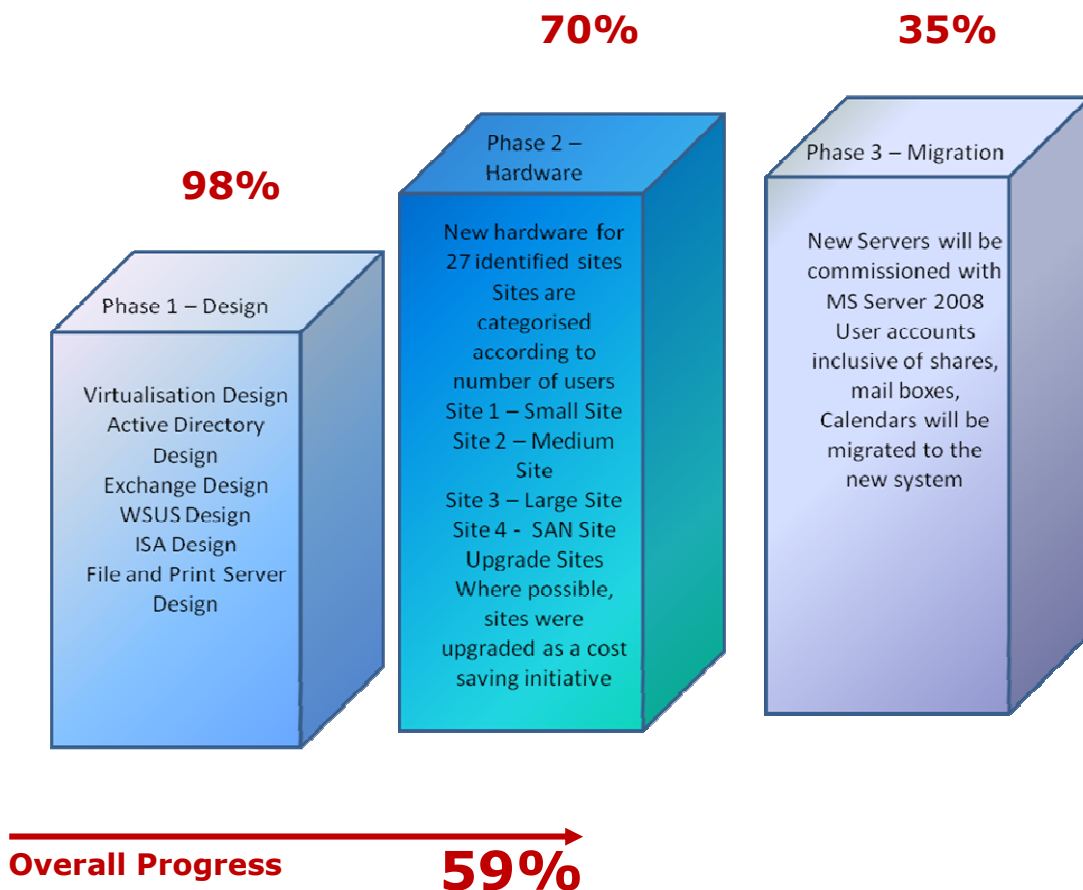 98%
Phase 1 – Design
Virtualisation Design
Active Directory
Design
Exchange Design
WSUS Design
ISA Design
File and Print Server
Design
70%
Phase 2 –
Hardware
New hardware for
27 identified sites
Sites are
categorised
according to
number of users
Site 1 – Small Site
Site 2 – Medium
Site
Site 3 – Large Site
Site 4 - SAN Site
Upgrade Sites
Where possible,
sites were
upgraded as a cost
saving initiative
35%
Phase 3 – Migration
New Servers will be
commissioned with
MS Server 2008
User accounts
inclusive of shares,
mail boxes,
Calendars will be
migrated to the
new system
Overall Progress 59%